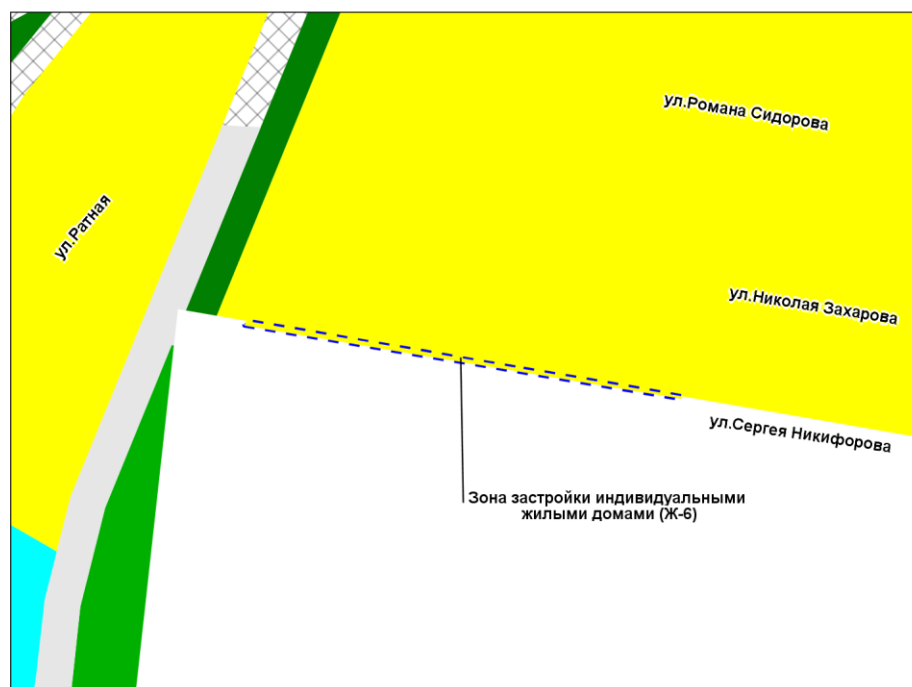 ул.Романа Сидорова
ул.Ратная
ул.Николая Захарова
ул.Сергея Никифорова
Зона застройки индивидуальными
жилыми домами (Ж-6)